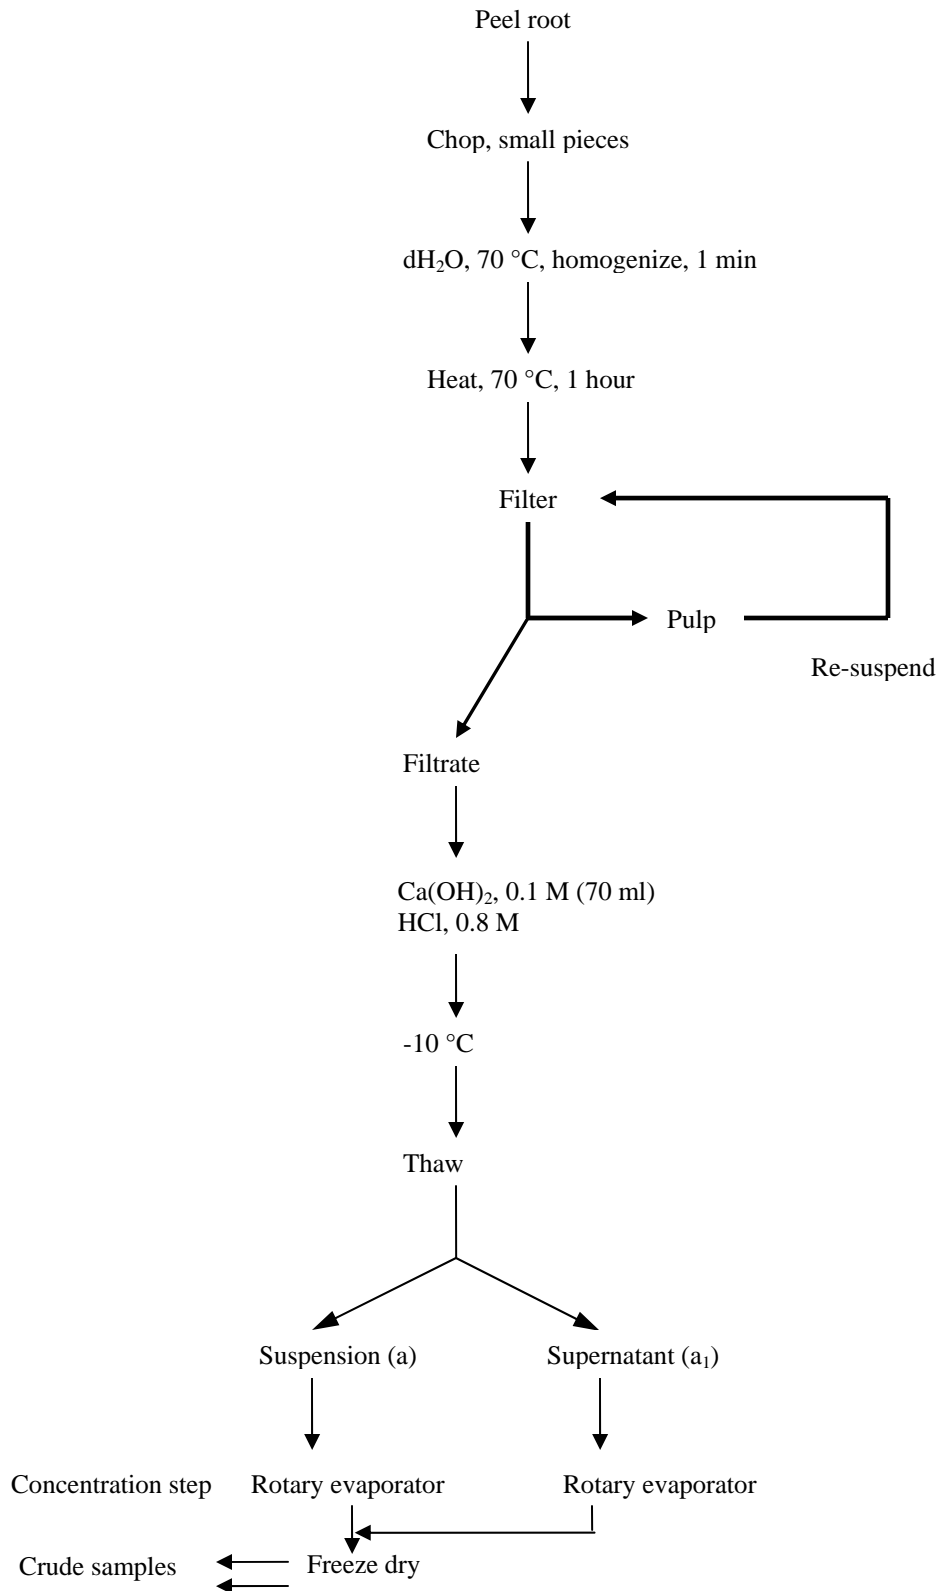 Peel root
Chop, small pieces
dH₂O, 70 °C, homogenize, 1 min
Heat, 70 °C, 1 hour
Filter
Pulp
Re-suspend
Filtrate
Ca(OH)₂, 0.1 M (70 ml)
HCl, 0.8 M
-10 °C
Thaw
Suspension (a)
Supernatant (a₁)
Concentration step
Rotary evaporator
Rotary evaporator
Crude samples
Freeze dry